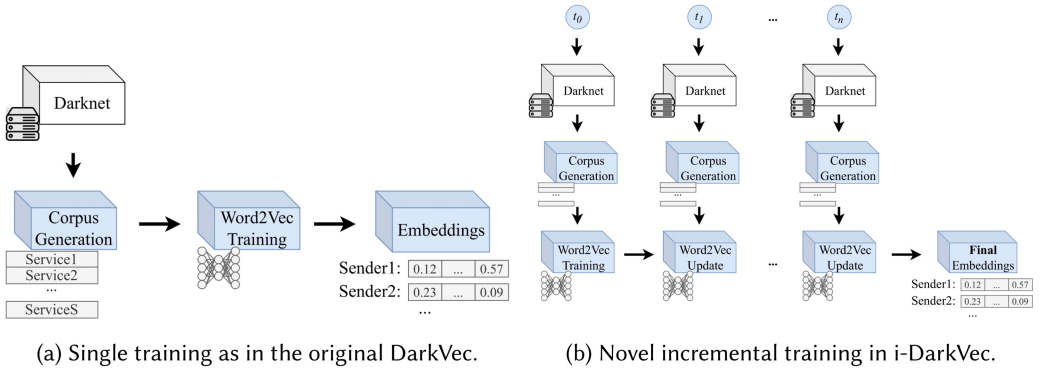 Darknet
Corpus
Generation
Service1
Service2
...
ServiceS
Word2Vec
Training
Embeddings
Sender1: 0.12 ... 0.57
Sender2: 0.23 ... 0.09
...
(a) Single training as in the original DarkVec.
t0 t1 ... tn
Darknet Darknet Darknet
Corpus Corpus Corpus
Generation Generation Generation
... ... ...
Word2Vec Word2Vec Word2Vec Final
Training Update ... Update Embeddings
Sender1: 0.12 ... 0.57
Sender2: 0.23 ... 0.09
...
(b) Novel incremental training in i-DarkVec.